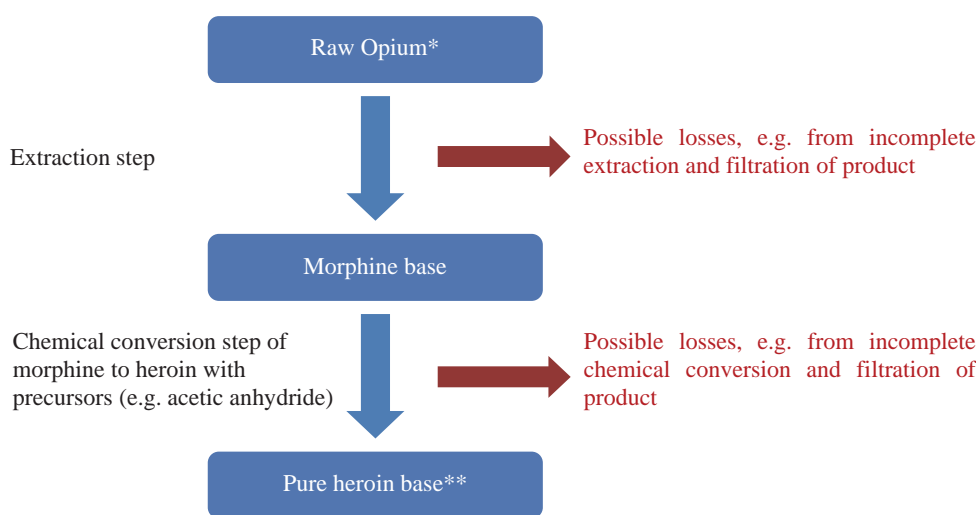 Raw Opium*
Extraction step
Possible losses, e.g. from incomplete
extraction and filtration of product
Morphine base
Chemical conversion step of
morphine to heroin with
precursors (e.g. acetic anhydride)
Possible losses, e.g. from incomplete
chemical conversion and filtration of
product
Pure heroin base**